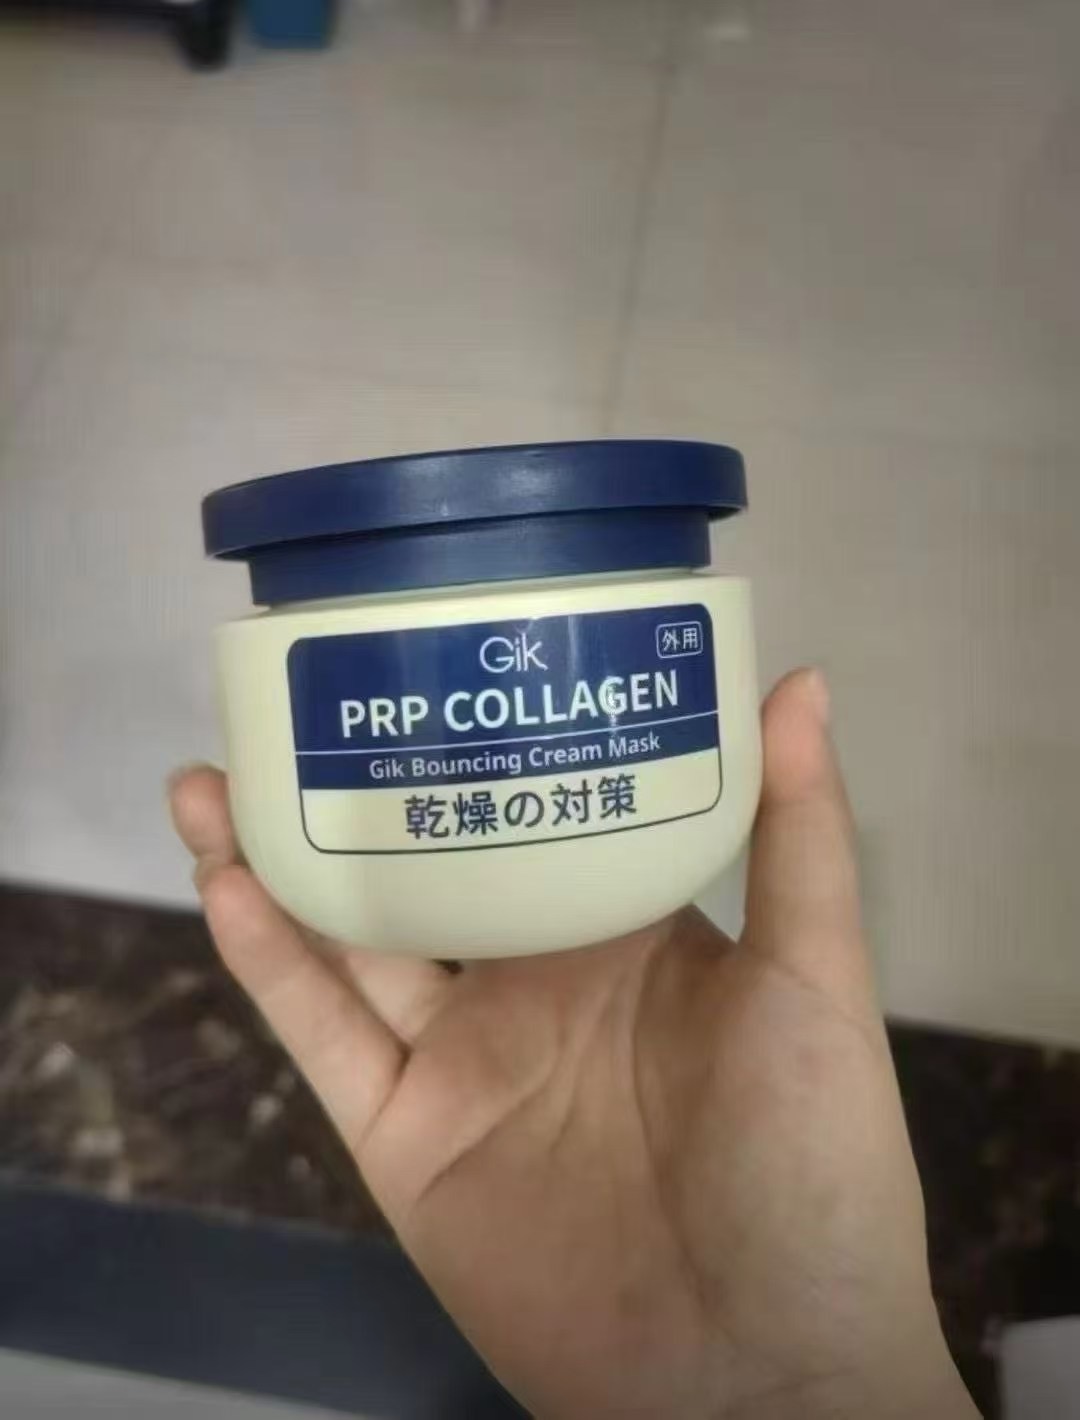 Gik
外用
PRP COLLAGEN
Gik Bouncing Cream Mask
乾燥の対策